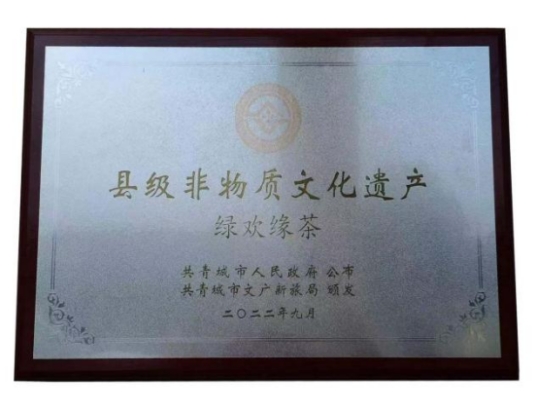 县级非物质文化遗产
绿欢缘茶
共青城市人民政府公布
共青城市文广新旅局 颁发
二〇二二年九月